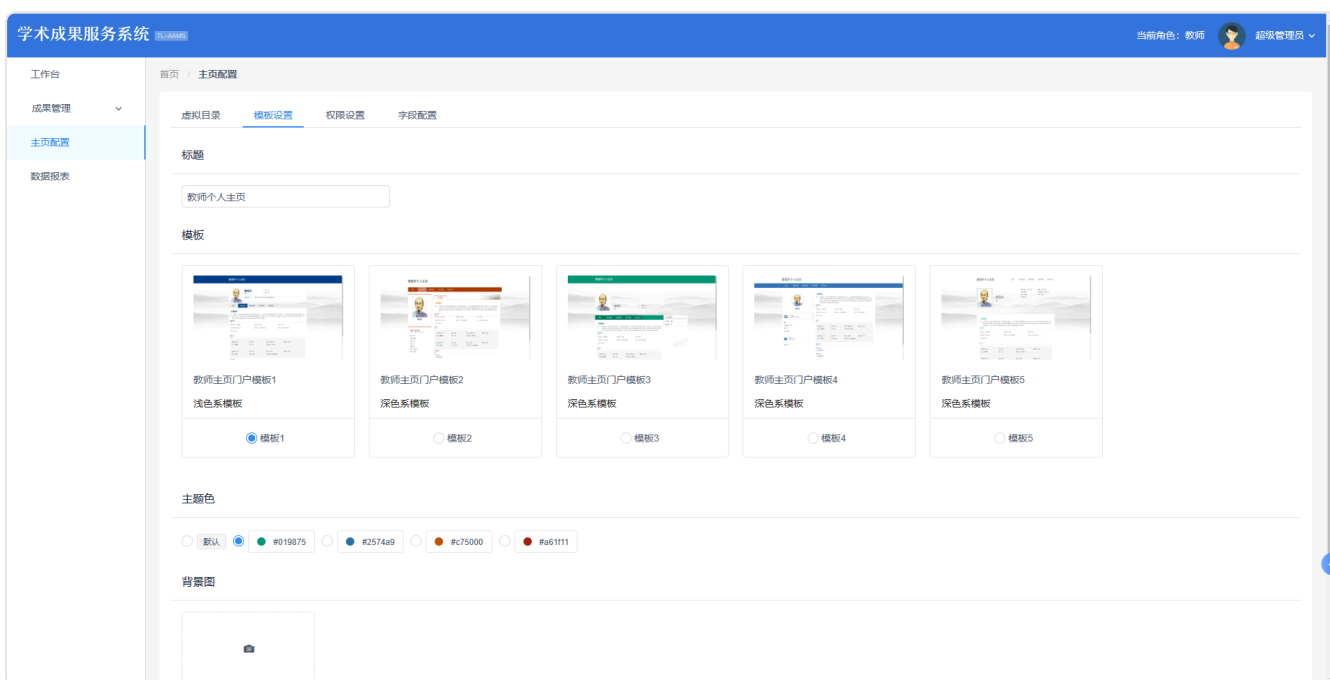 学术成果服务系统 TL-AAMS
当前角色：教师 超级管理员
工作台
成果管理
主页配置
数据报表
首页 / 主页配置
虚拟目录 模板设置 权限设置 字段配置
标题
教师个人主页
模板
教师主页门户模板1 教师主页门户模板2 教师主页门户模板3 教师主页门户模板4 教师主页门户模板5
浅色系模板 深色系模板 深色系模板 深色系模板 深色系模板
模板1 模板2 模板3 模板4 模板5
主题色
默认 #019875 #2574a9 #c75000 #a61f11
背景图